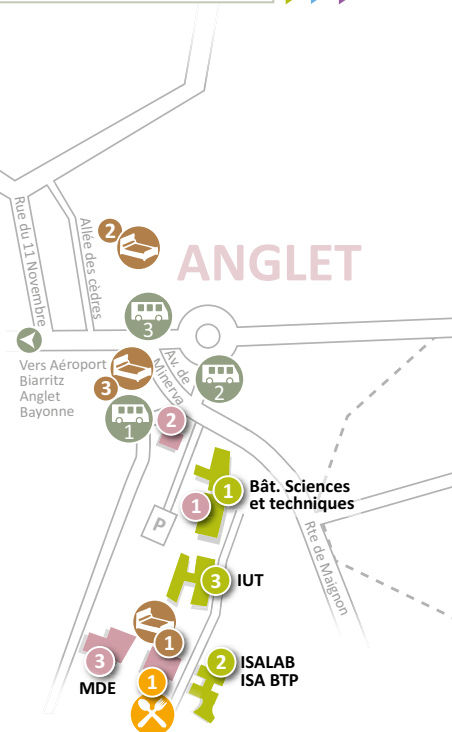 2
ANGLET
Rue du 11 Novembre
Allée des cèdres
3
Vers Aéroport
Biarritz
Anglet
Bayonne
3
Av. de
Minerva
2
1
2
1
Bât. Sciences
et techniques
1
P
Rte de Maignon
3
IUT
1
3
MDE
1
2
ISALAB
ISA BTP